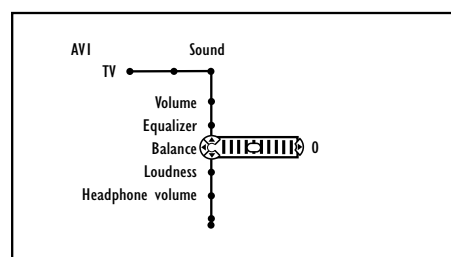 AV1 Sound
TV
Volume
Equalizer
Balance 0
Loudness
Headphone volume